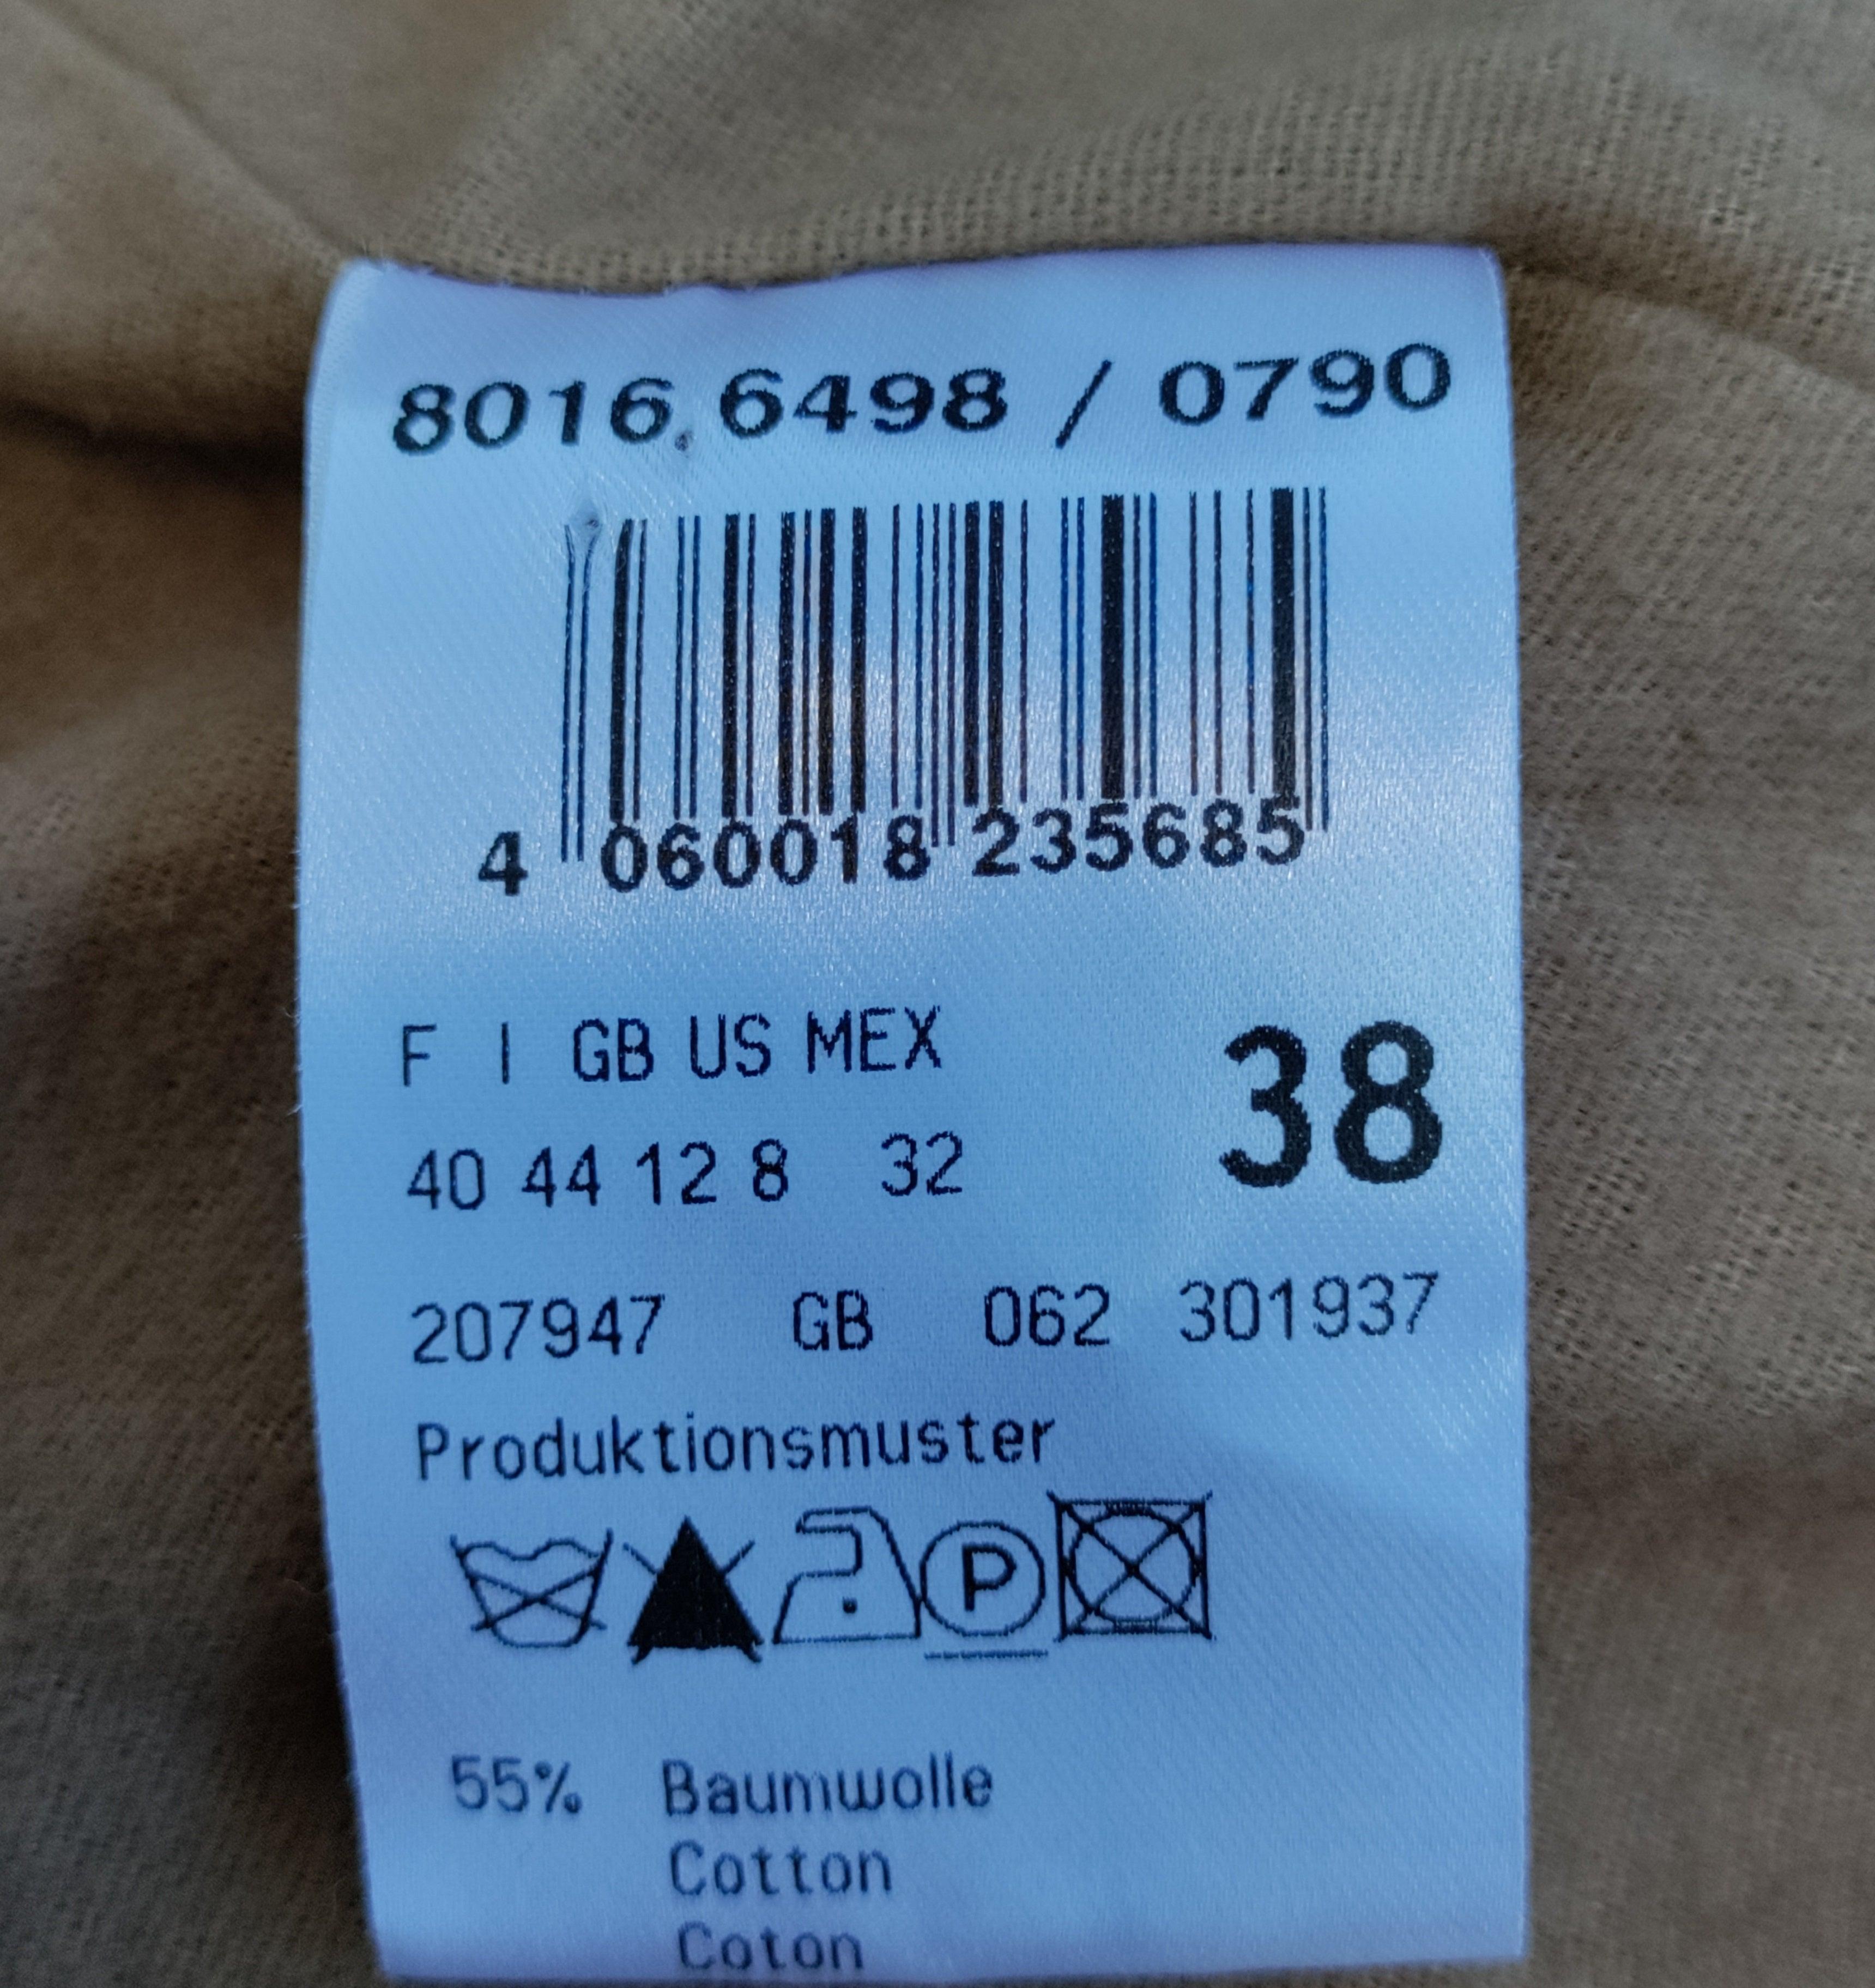 8016.6498 / 0790
4 060018 235685
F I GB US MEX
38
40 44 12 8 32
207947 GB 062 301937
Produktionsmuster
P
55% Baumwolle
Cotton
Coton